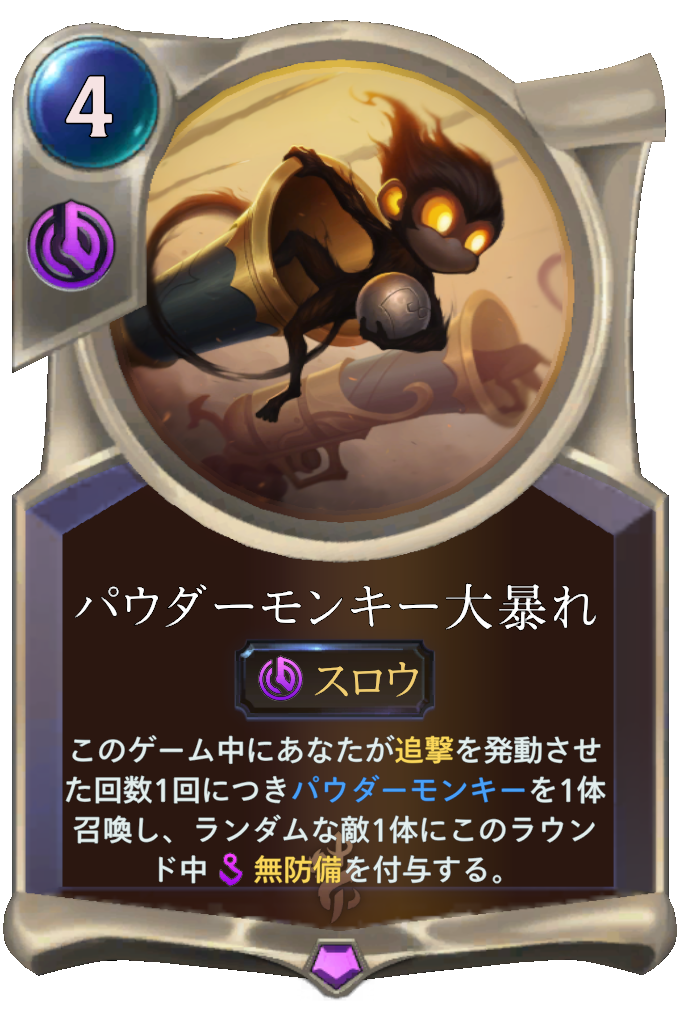 4
パウダーモンキー大暴れ
スロウ
このゲーム中にあなたが追撃を発動させ
た回数1回につきパウダーモンキーを1体
召喚し、ランダムな敵1体にこのラウン
ド中 無防備を付与する。